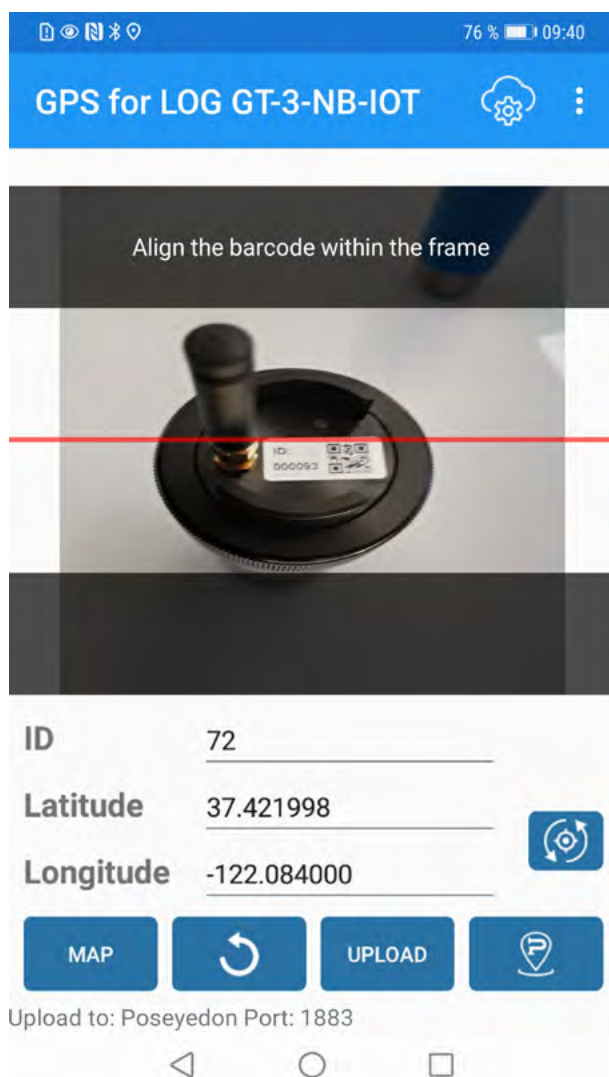 76 % 09:40
GPS for LOG GT-3-NB-IOT
Align the barcode within the frame
ID:
000093
ID 72
Latitude 37.421998
Longitude -122.084000
MAP UPLOAD
Upload to: Poseyedon Port: 1883